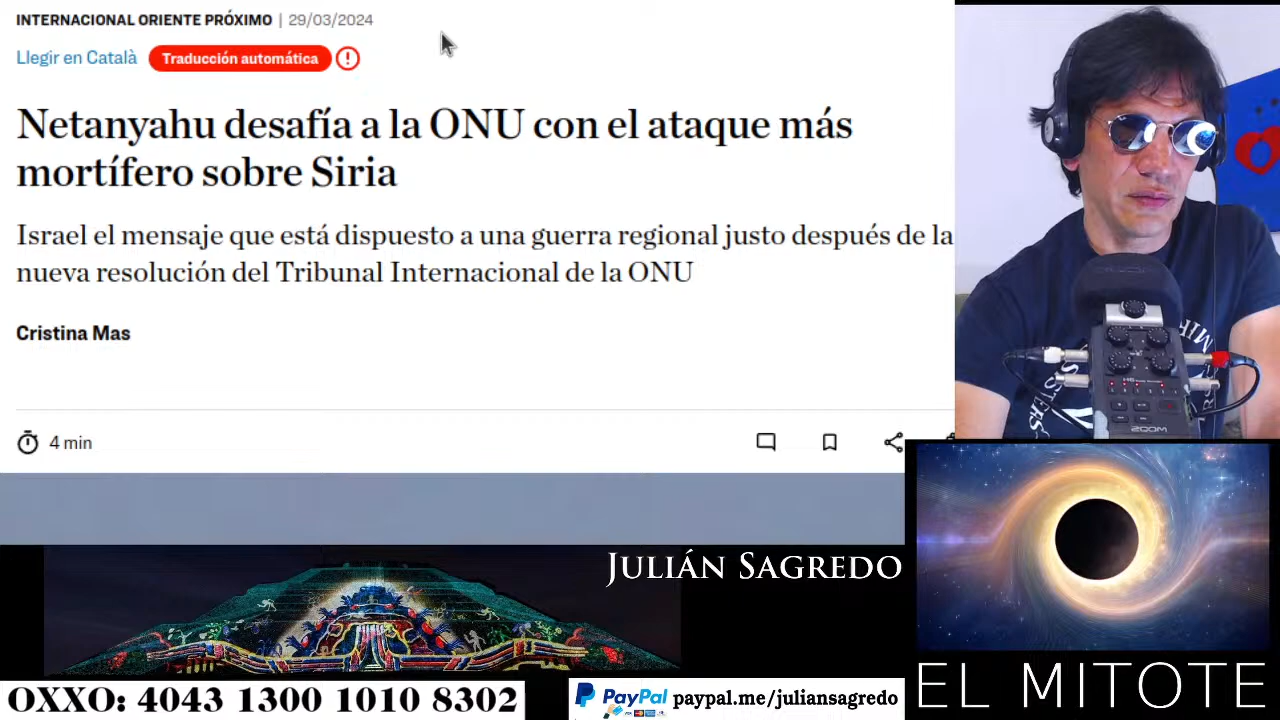 INTERNACIONAL ORIENTE PRÓXIMO | 29/03/2024
Llegir en Català Traducción automática
Netanyahu desafía a la ONU con el ataque más
mortífero sobre Siria
Israel el mensaje que está dispuesto a una guerra regional justo después de la
nueva resolución del Tribunal Internacional de la ONU
Cristina Mas
4 min
zoom
JULIÁN SAGREDO
OXXO: 4043 1300 1010 8302
PayPal paypal.me/juliansagredo
EL MITOTE